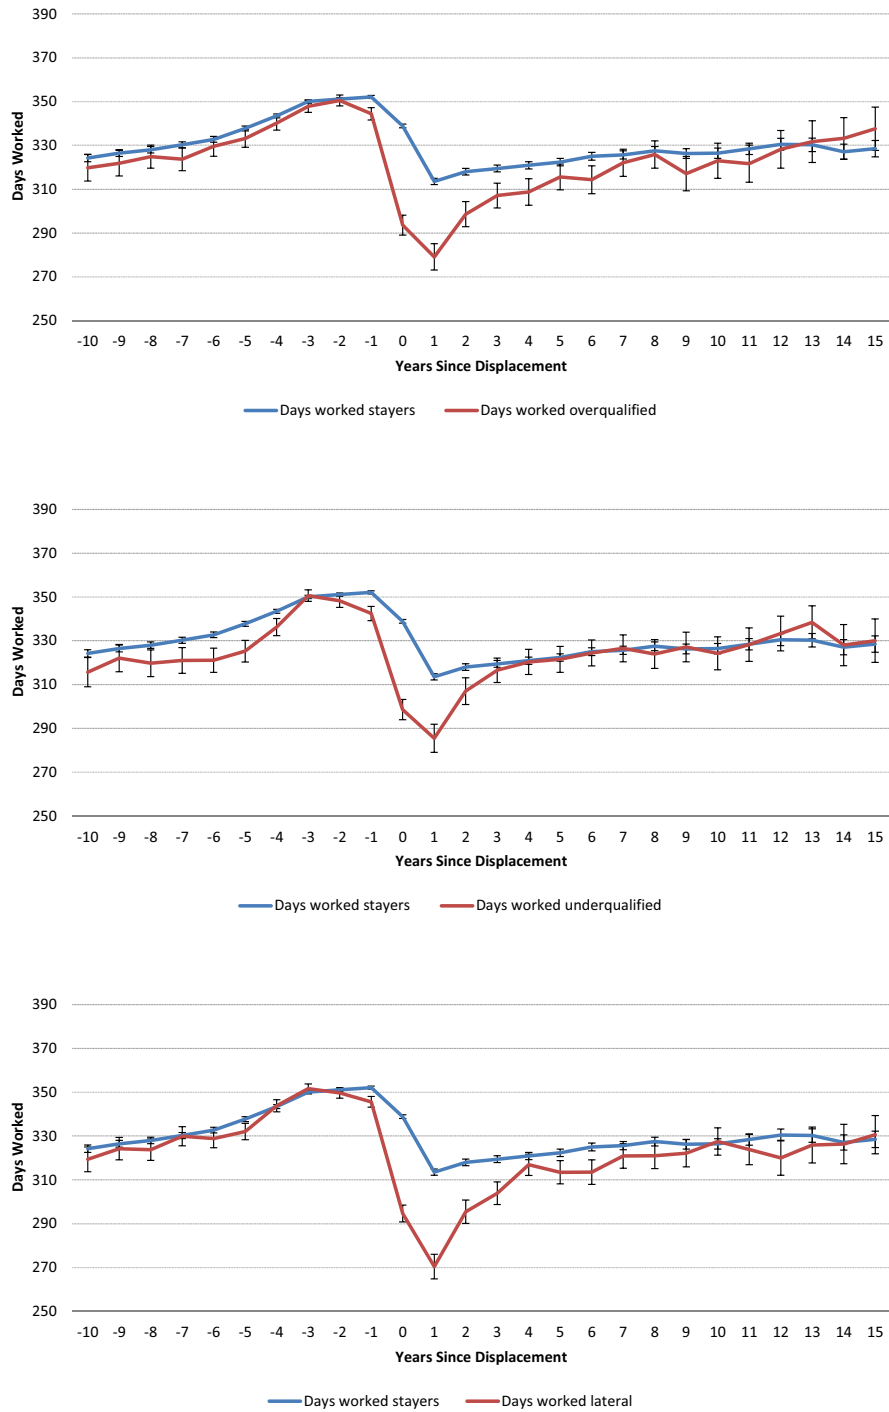 390
370
350
330
310
290
270
250
Days Worked
-10 -9 -8 -7 -6 -5 -4 -3 -2 -1 0 1 2 3 4 5 6 7 8 9 10 11 12 13 14 15
Years Since Displacement
Days worked stayers Days worked overqualified
390
370
350
330
310
290
270
250
Days Worked
-10 -9 -8 -7 -6 -5 -4 -3 -2 -1 0 1 2 3 4 5 6 7 8 9 10 11 12 13 14 15
Years Since Displacement
Days worked stayers Days worked underqualified
390
370
350
330
310
290
270
250
Days Worked
-10 -9 -8 -7 -6 -5 -4 -3 -2 -1 0 1 2 3 4 5 6 7 8 9 10 11 12 13 14 15
Years Since Displacement
Days worked stayers Days worked lateral